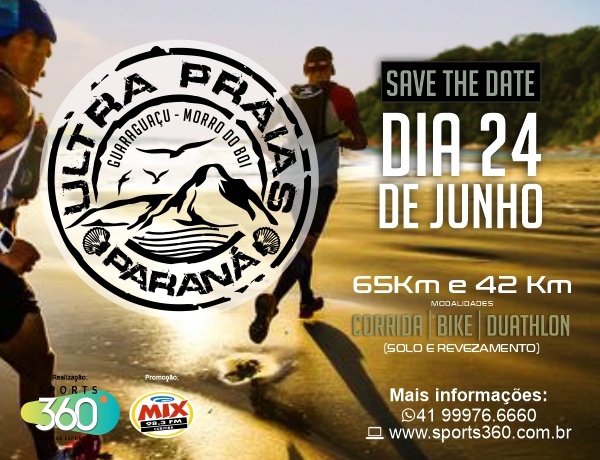 ULTRA PRAIAS
GUARAGUAÇU - MORRO DO BOI
PARANÁ
SAVE THE DATE
DIA 24
DE JUNHO
65Km e 42 Km
MODALIDADES
CORRIDA | BIKE | DUATHLON
(SOLO E REVEZAMENTO)
Realização:
SPORTS
360°
Promoção:
MIX
98.3 FM
CURITIBA
Mais informações:
41 99976.6660
www.sports360.com.br